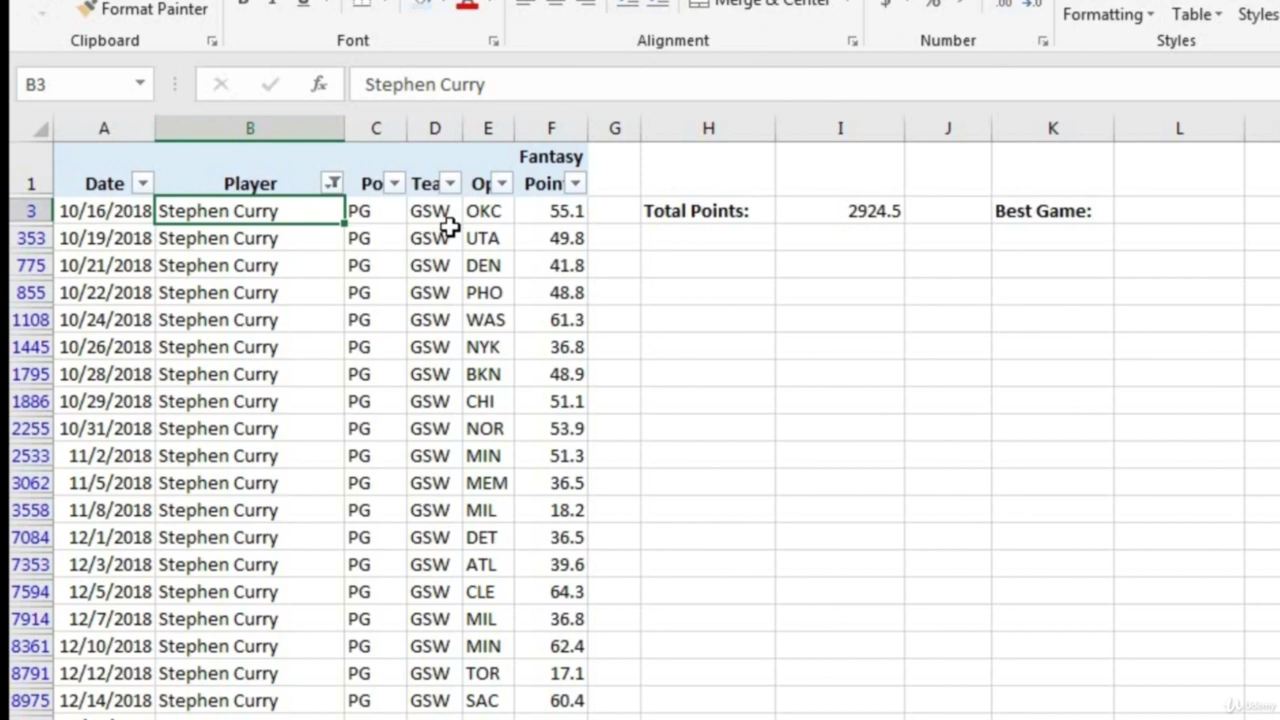 Format Painter
Merge & Center
$ %
Formatting Table Styles
Clipboard Font Alignment Number Styles
B3 fx Stephen Curry
A B C D E F G H I J K L
Fantasy
1 Date Player Po Tea Op Poin
3 10/16/2018 Stephen Curry PG GSW OKC 55.1 Total Points: 2924.5 Best Game:
353 10/19/2018 Stephen Curry PG GSW UTA 49.8
775 10/21/2018 Stephen Curry PG GSW DEN 41.8
855 10/22/2018 Stephen Curry PG GSW PHO 48.8
1108 10/24/2018 Stephen Curry PG GSW WAS 61.3
1445 10/26/2018 Stephen Curry PG GSW NYK 36.8
1795 10/28/2018 Stephen Curry PG GSW BKN 48.9
1886 10/29/2018 Stephen Curry PG GSW CHI 51.1
2255 10/31/2018 Stephen Curry PG GSW NOR 53.9
2533 11/2/2018 Stephen Curry PG GSW MIN 51.3
3062 11/5/2018 Stephen Curry PG GSW MEM 36.5
3558 11/8/2018 Stephen Curry PG GSW MIL 18.2
7084 12/1/2018 Stephen Curry PG GSW DET 36.5
7353 12/3/2018 Stephen Curry PG GSW ATL 39.6
7594 12/5/2018 Stephen Curry PG GSW CLE 64.3
7914 12/7/2018 Stephen Curry PG GSW MIL 36.8
8361 12/10/2018 Stephen Curry PG GSW MIN 62.4
8791 12/12/2018 Stephen Curry PG GSW TOR 17.1
8975 12/14/2018 Stephen Curry PG GSW SAC 60.4
Udemy